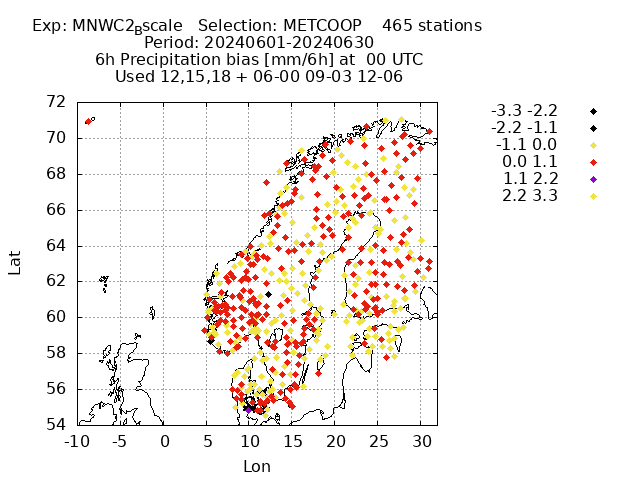 Exp: MNWC2_Bscale   Selection: METCOOP    465 stations
Period: 20240601-20240630
6h Precipitation bias [mm/6h] at  00 UTC
Used 12,15,18 + 06-00 09-03 12-06
-3.3 -2.2
-2.2 -1.1
-1.1 0.0
0.0 1.1
1.1 2.2
2.2 3.3
72
70
68
66
64
62
60
58
56
54
Lat
-10 -5 0 5 10 15 20 25 30
Lon